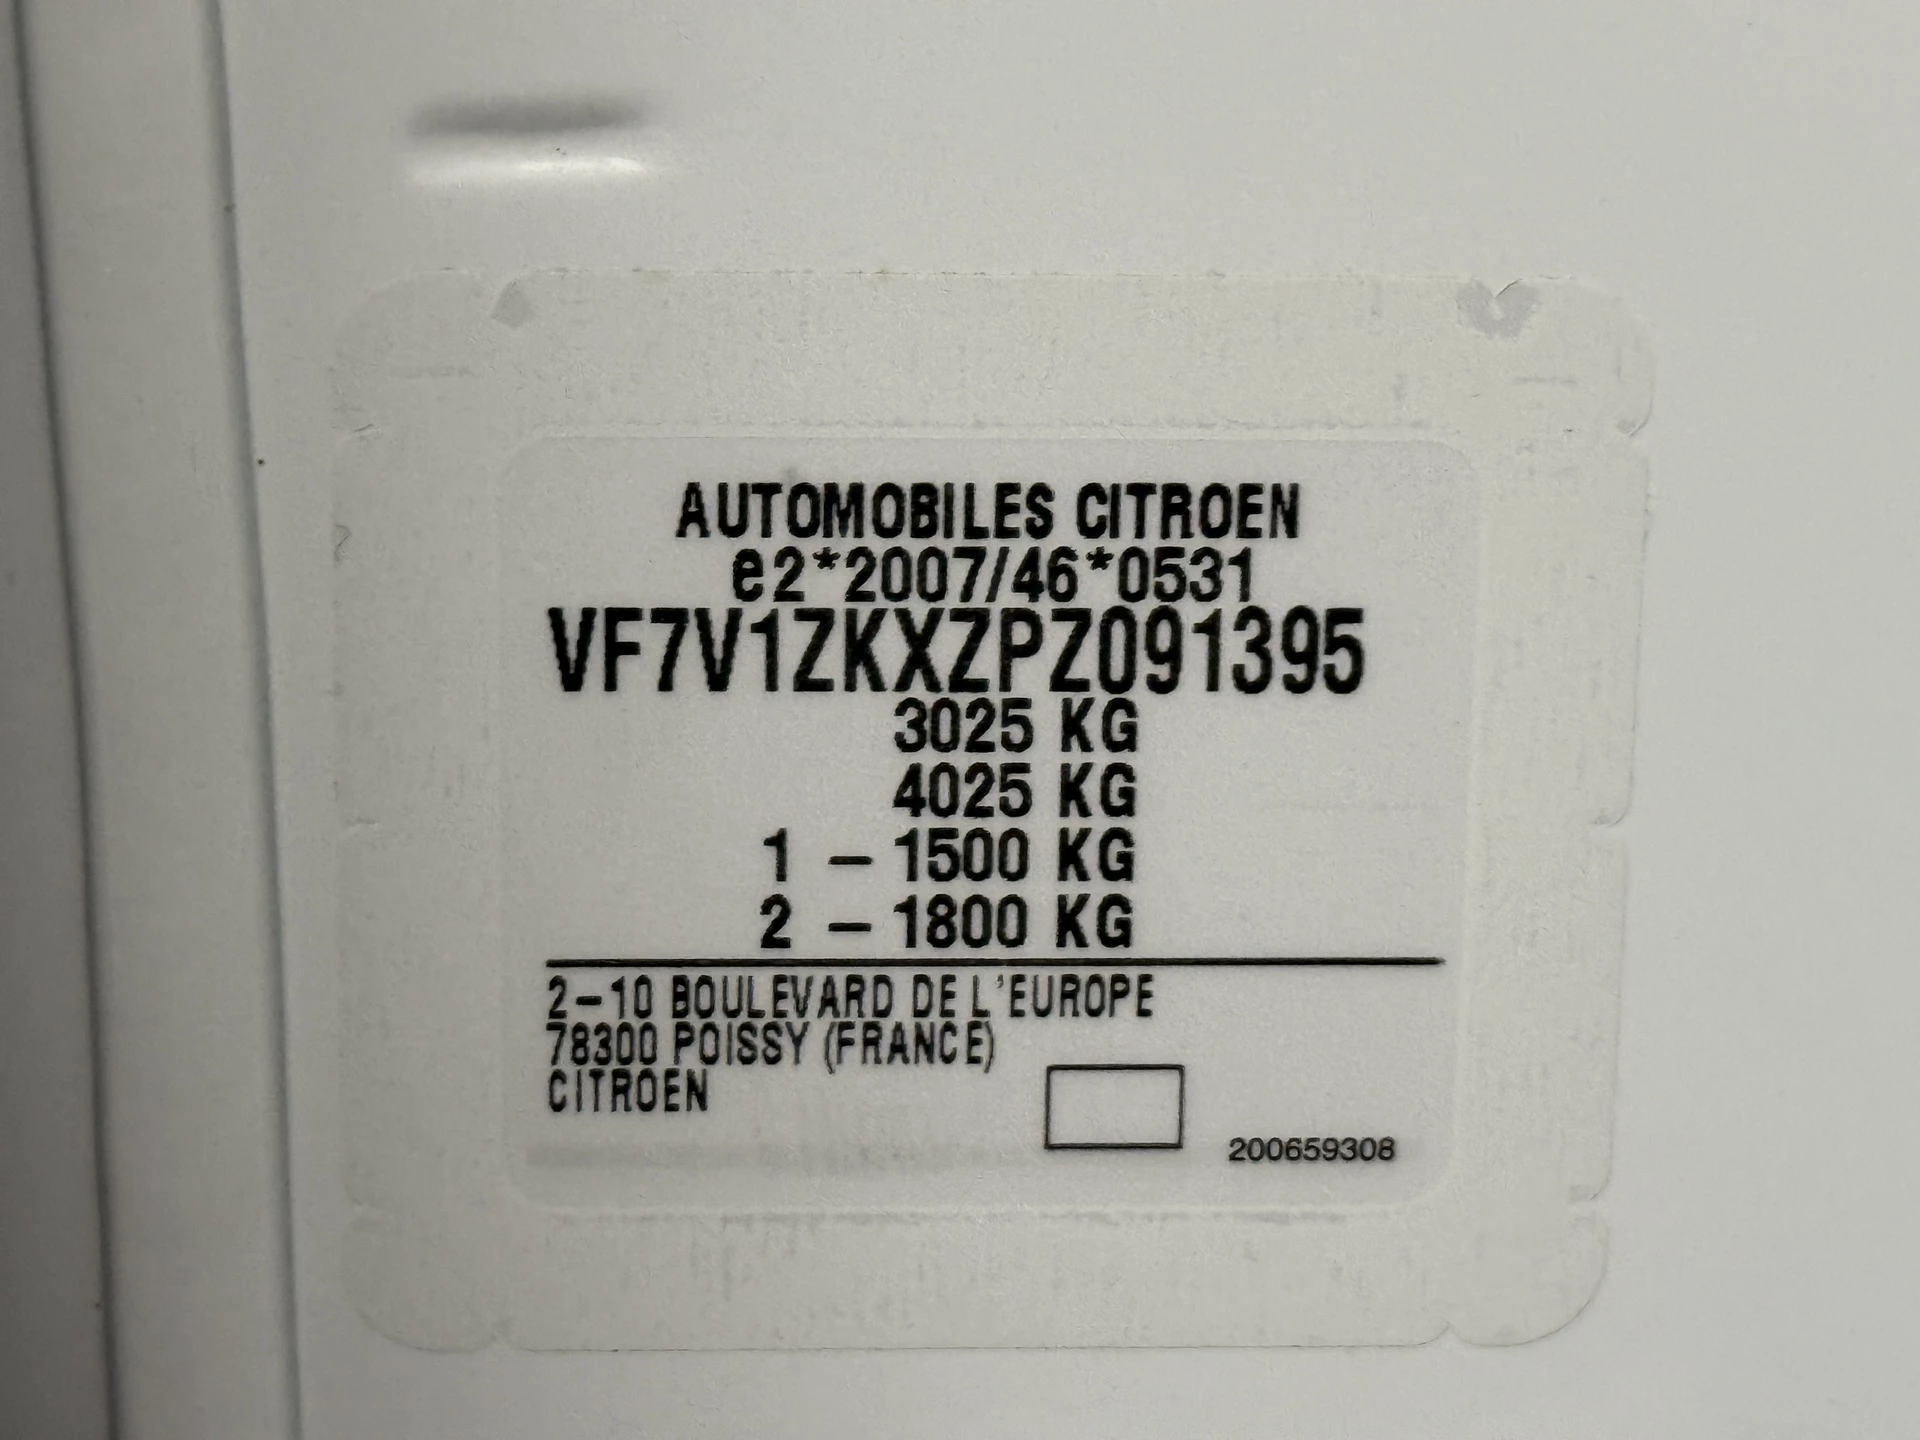 AUTOMOBILES CITROEN
e2*2007/46*0531
VF7V1ZKXZPZ091395
3025 KG
4025 KG
1 – 1500 KG
2 – 1800 KG
2–10 BOULEVARD DE L'EUROPE
78300 POISSY (FRANCE)
CITROEN
200659308